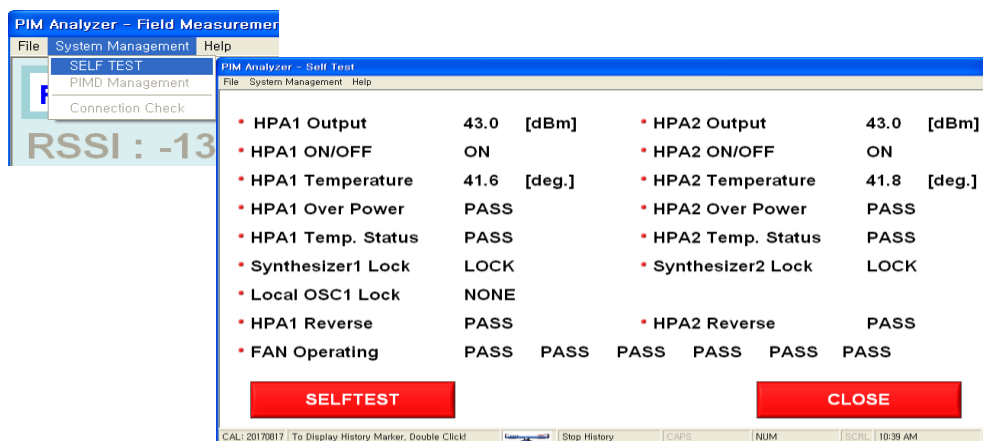 PIM Analyzer - Field Measuremen
File System Management Help
SELF TEST
PIMD Management
Connection Check
RSSI : -13
PIM Analyzer - Self Test
File System Management Help
• HPA1 Output 43.0 [dBm] • HPA2 Output 43.0 [dBm]
• HPA1 ON/OFF ON • HPA2 ON/OFF ON
• HPA1 Temperature 41.6 [deg.] • HPA2 Temperature 41.8 [deg.]
• HPA1 Over Power PASS • HPA2 Over Power PASS
• HPA1 Temp. Status PASS • HPA2 Temp. Status PASS
• Synthesizer1 Lock LOCK • Synthesizer2 Lock LOCK
• Local OSC1 Lock NONE
• HPA1 Reverse PASS • HPA2 Reverse PASS
• FAN Operating PASS PASS PASS PASS PASS PASS
SELFTEST CLOSE
CAL: 20170817 To Display History Marker, Double Click! Stop History CAPS NUM SCRL 10:39 AM